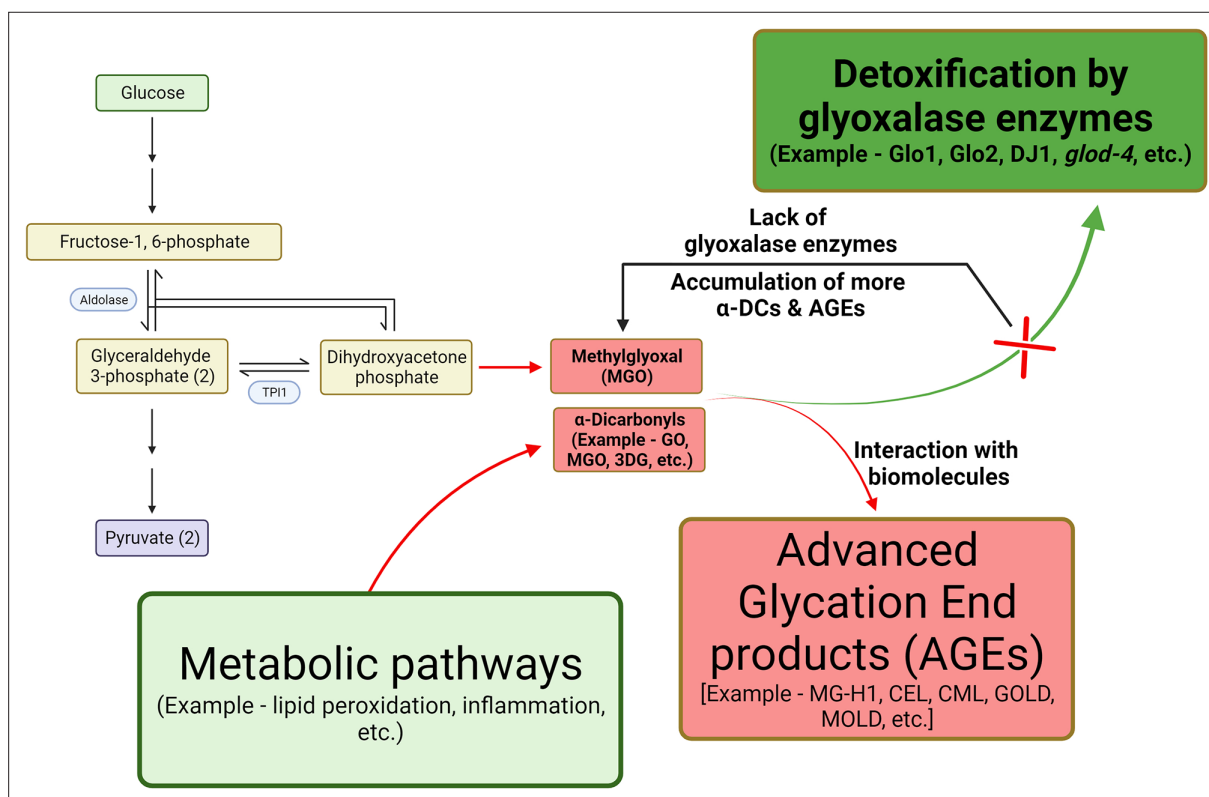 Detoxification by
glyoxalase enzymes
(Example - Glo1, Glo2, DJ1, glod-4, etc.)
Glucose
Lack of
glyoxalase enzymes
Fructose-1, 6-phosphate
Accumulation of more
α-DCs & AGEs
Aldolase
Glyceraldehyde
3-phosphate (2)
TPI1
Dihydroxyacetone
phosphate
Methylglyoxal
(MGO)
α-Dicarbonyls
(Example - GO,
MGO, 3DG, etc.)
Interaction with
biomolecules
Pyruvate (2)
Advanced
Glycation End
products (AGEs)
[Example - MG-H1, CEL, CML, GOLD,
MOLD, etc.]
Metabolic pathways
(Example - lipid peroxidation, inflammation,
etc.)